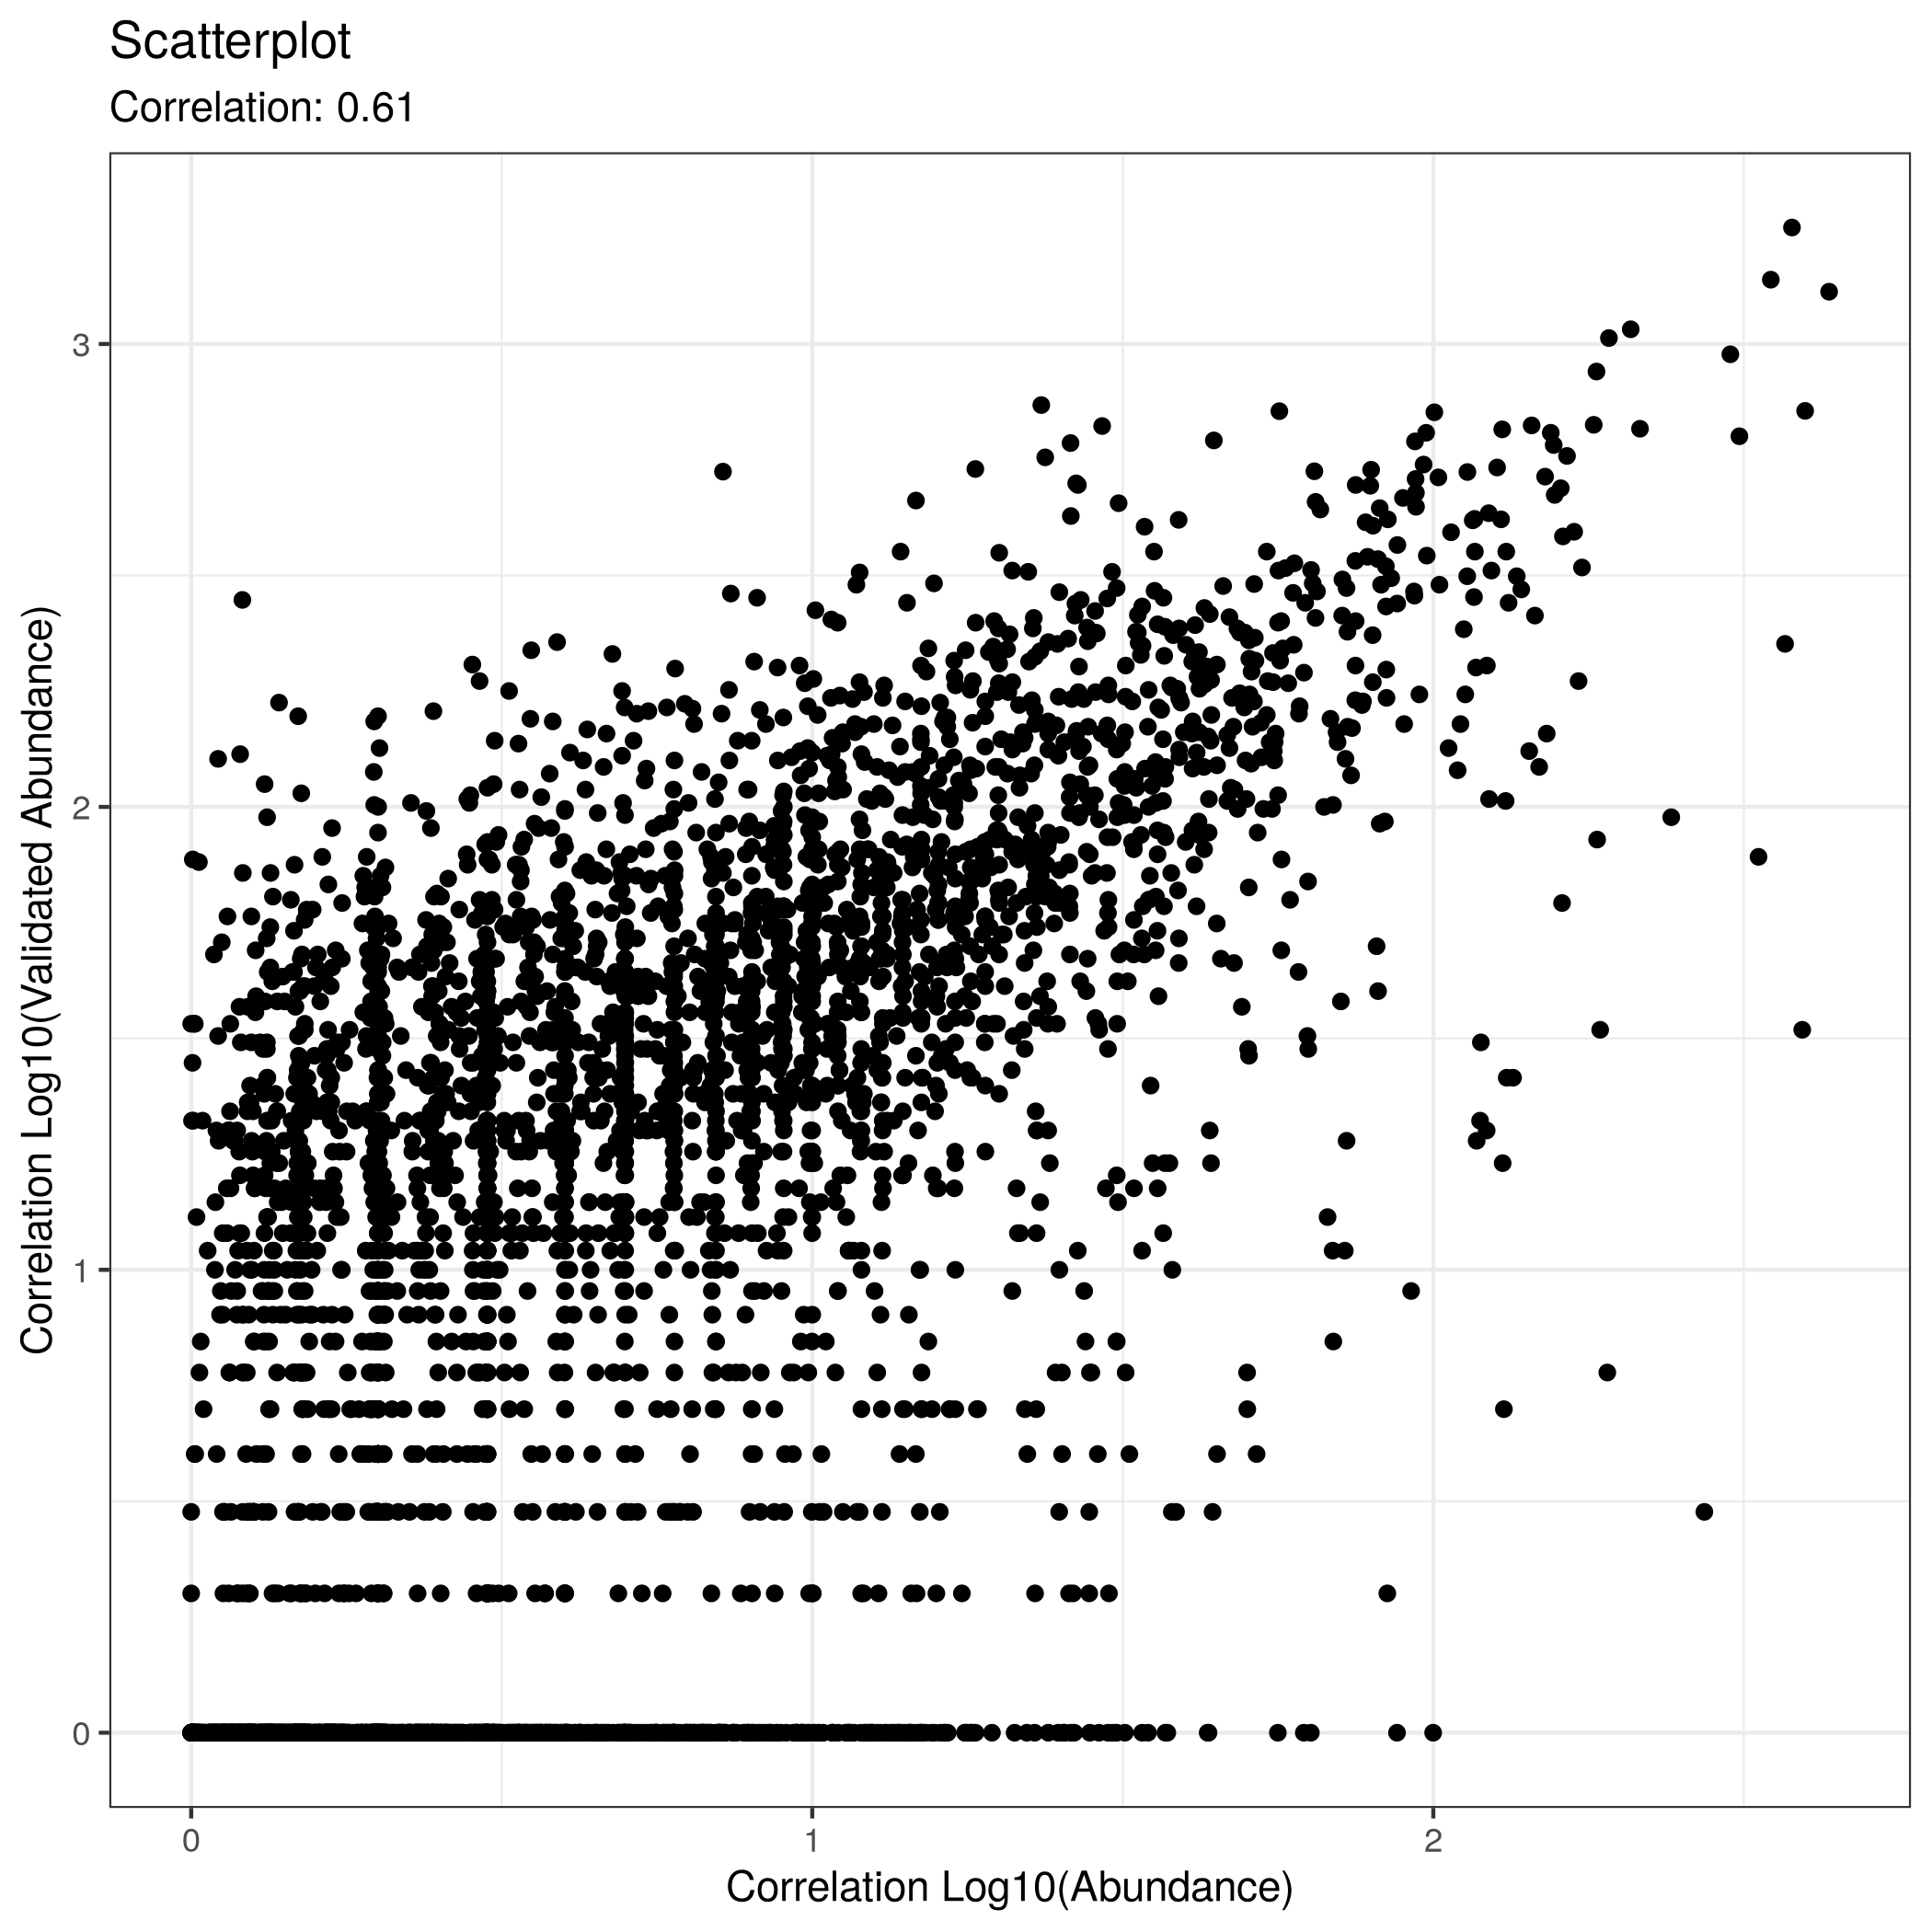 Scatterplot
Correlation: 0.61
Correlation Log10(Validated Abundance)
3
2
1
0
0
1
2
Correlation Log10(Abundance)